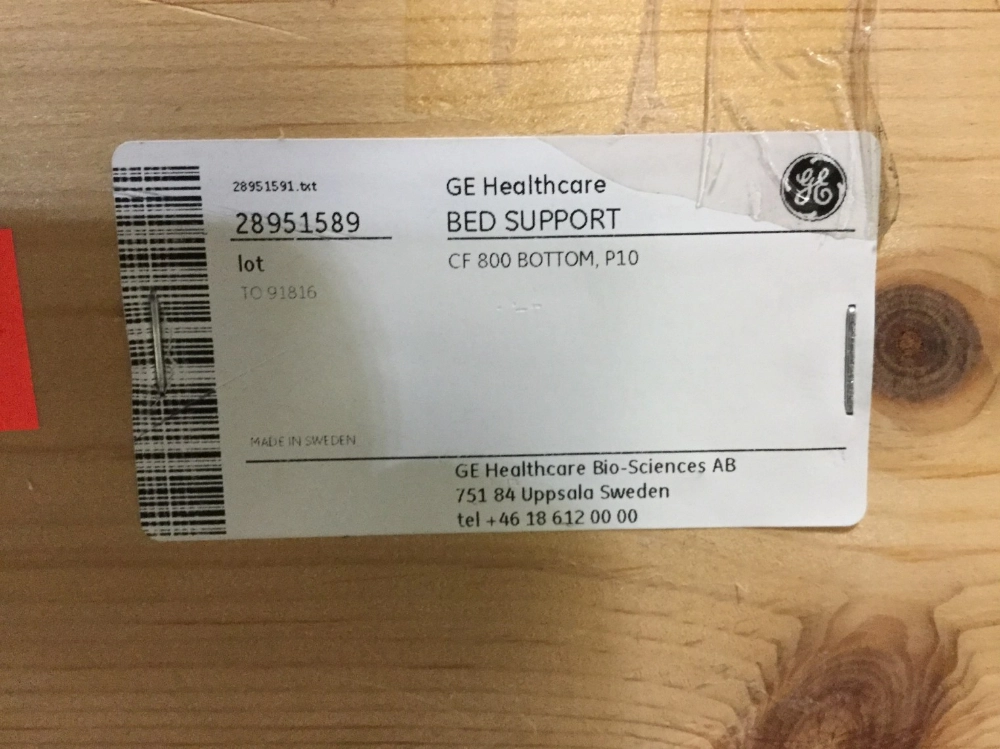 28951591.txt
28951589
lot
TO 91816
GE Healthcare
BED SUPPORT
CF 800 BOTTOM, P10
GE
MADE IN SWEDEN
GE Healthcare Bio-Sciences AB
751 84 Uppsala Sweden
tel +46 18 612 00 00